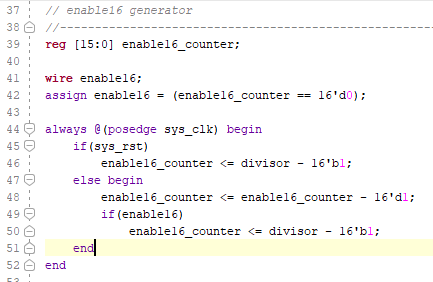 37 // enable16 generator
38 //-----------------------------------------------------
39 reg [15:0] enable16_counter;
40
41 wire enable16;
42 assign enable16 = (enable16_counter == 16'd0);
43
44 always @(posedge sys_clk) begin
45 if(sys_rst)
46 enable16_counter <= divisor - 16'b1;
47 else begin
48 enable16_counter <= enable16_counter - 16'd1;
49 if(enable16)
50 enable16_counter <= divisor - 16'b1;
51 end
52 end
53